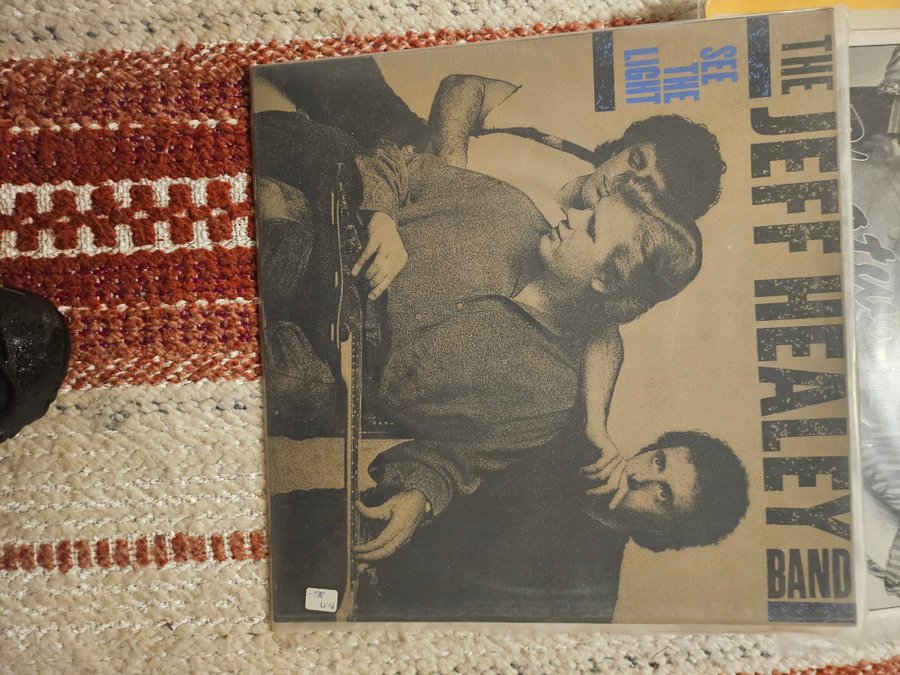 THE JEFF HEALEY BAND
SEE
THE
LIGHT